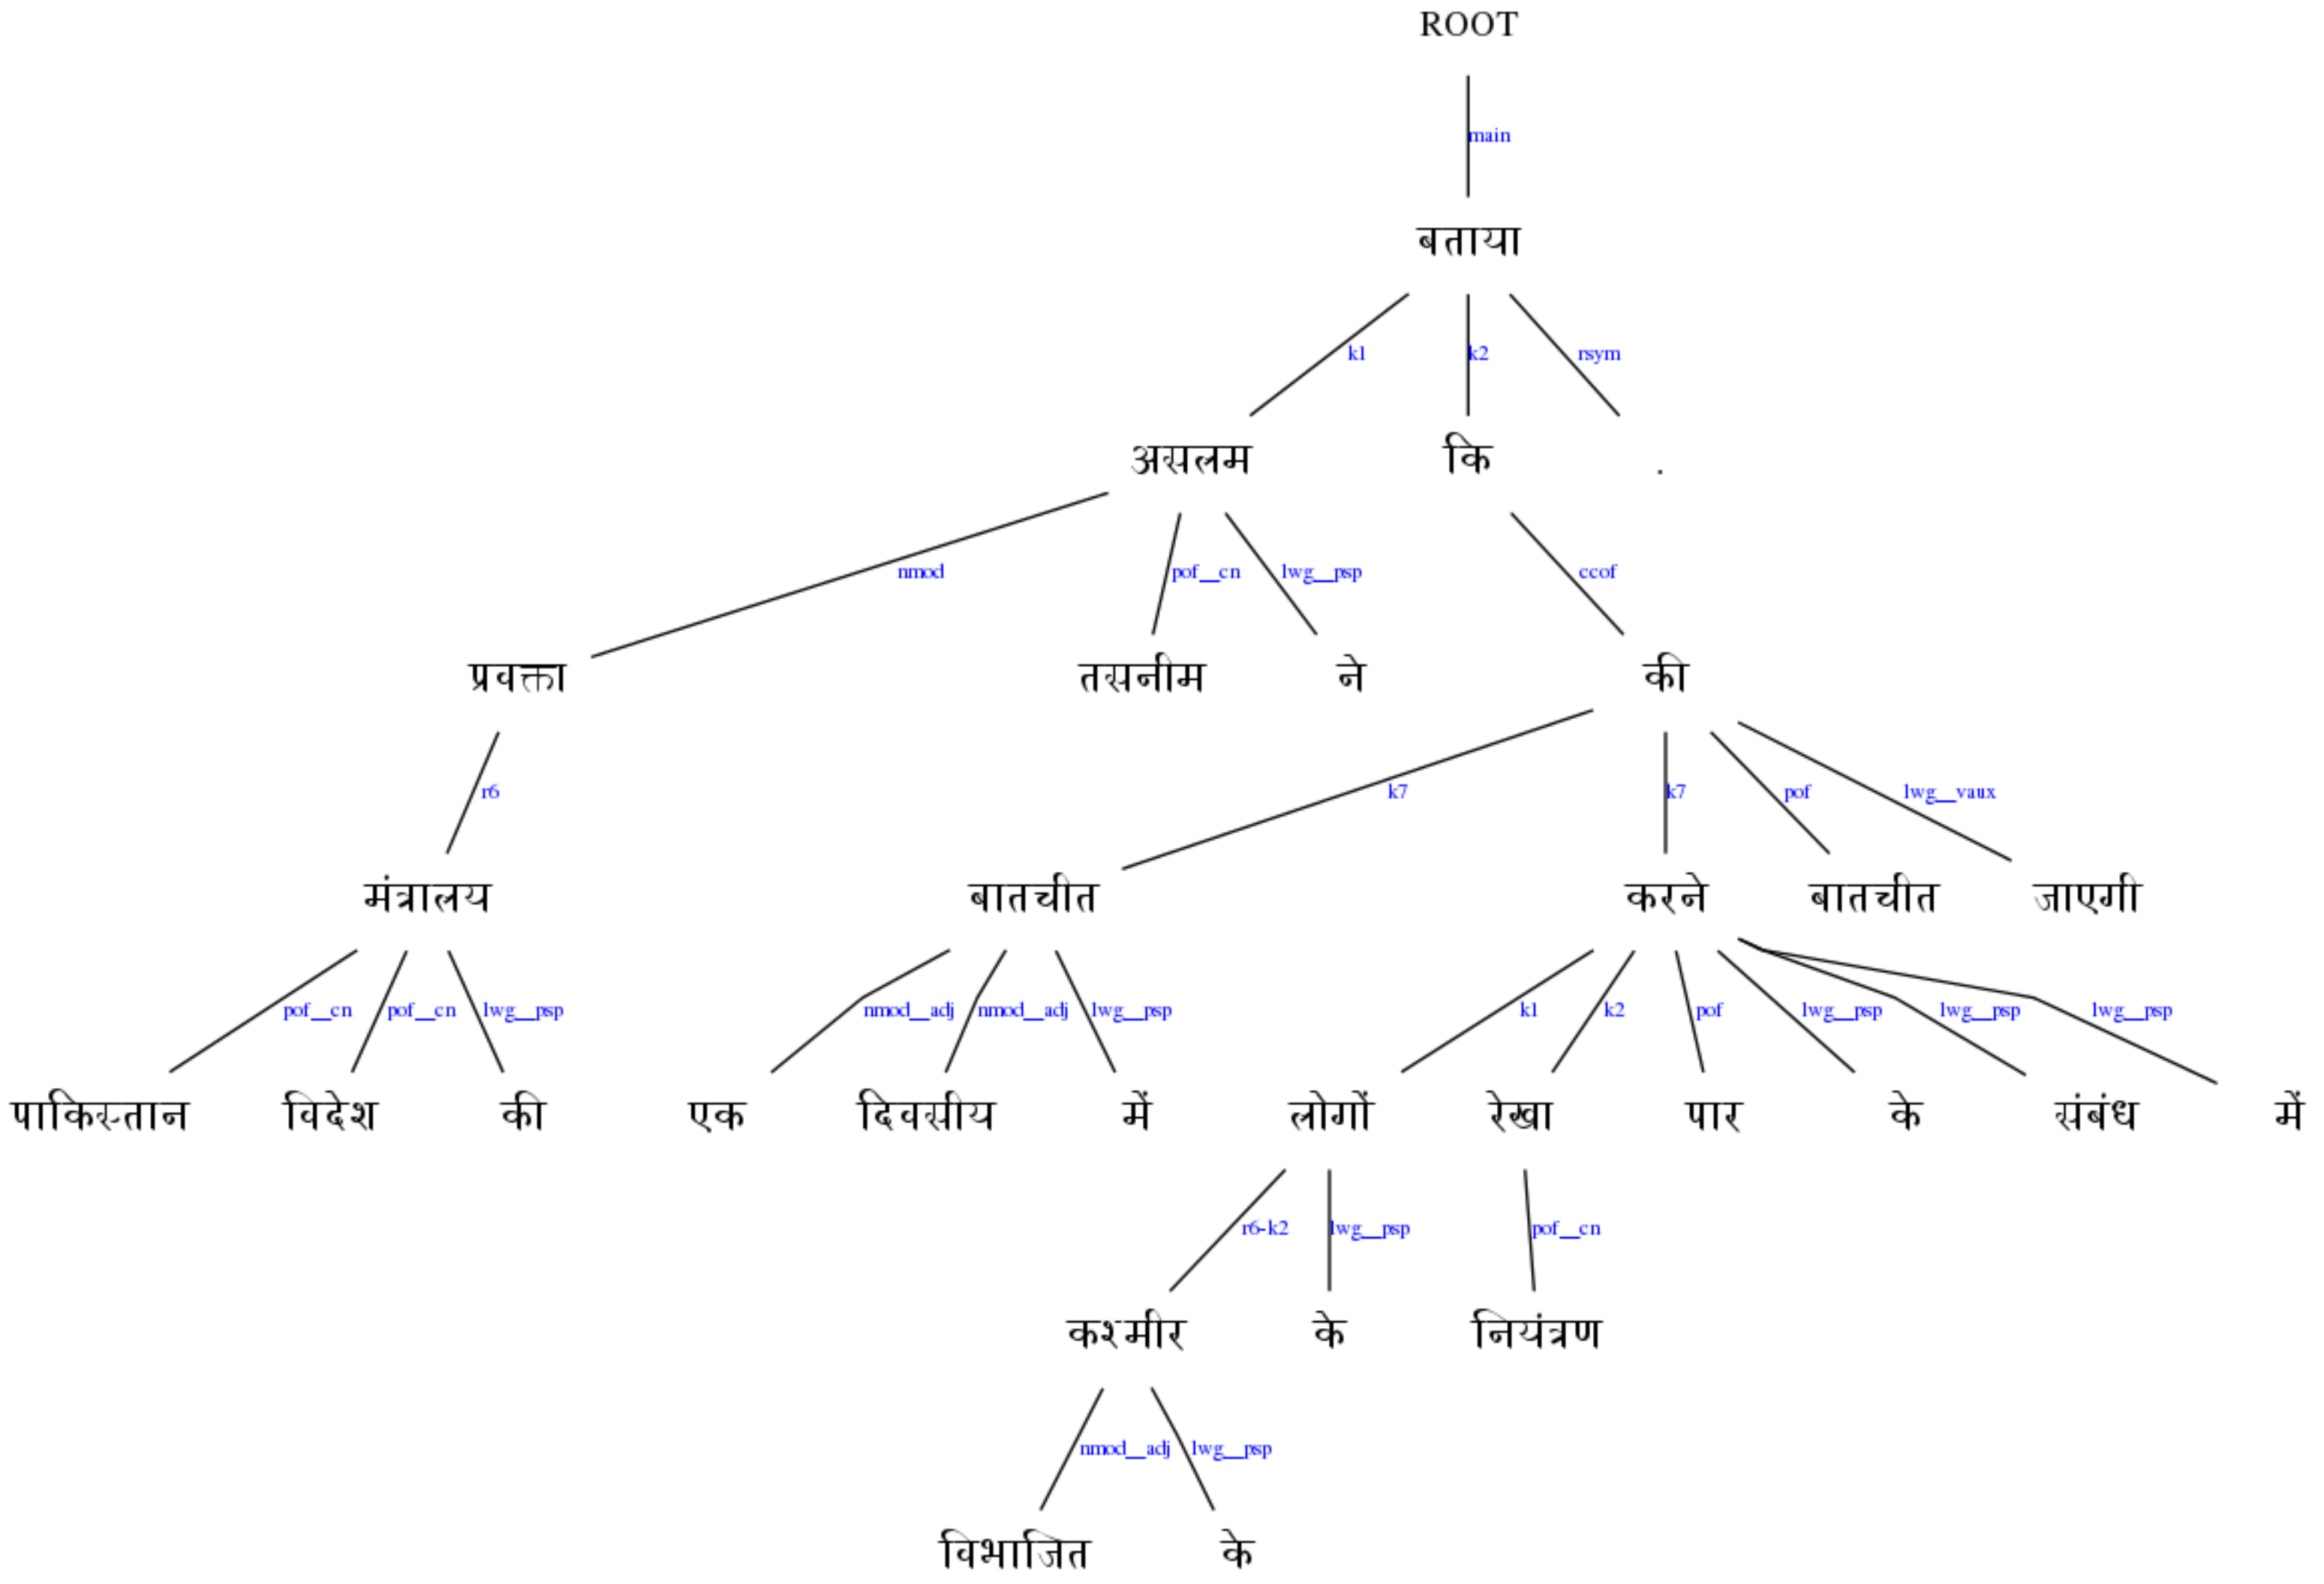 ROOT
main
बताया
k1 k2 rsym
असलम कि .
nmod pof__cn lwg__psp ccof
प्रवक्ता तसनीम ने की
r6 k7 k7 pof lwg__vaux
मंत्रालय बातचीत करने बातचीत जाएगी
pof__cn pof__cn lwg__psp nmod__adj nmod__adj lwg__psp k1 k2 pof lwg__psp lwg__psp lwg__psp
पाकिस्तान विदेश की एक दिवसीय में लोगों रेखा पार के संबंध में
r6-k2 lwg__psp pof__cn
कश्मीर के नियंत्रण
nmod__adj lwg__psp
विभाजित के